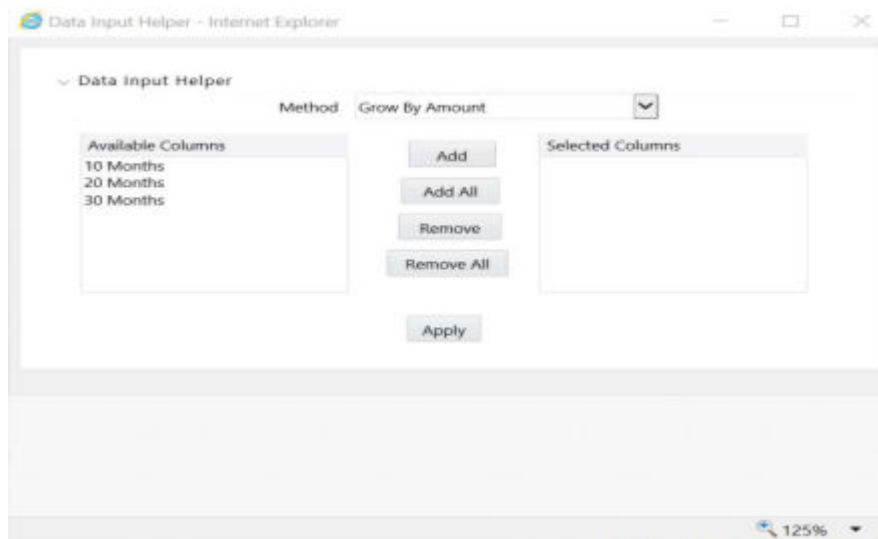 Data Input Helper - Internet Explorer
Data Input Helper
Method Grow By Amount
Available Columns
10 Months
20 Months
30 Months
Add
Add All
Remove
Remove All
Selected Columns
Apply
125%